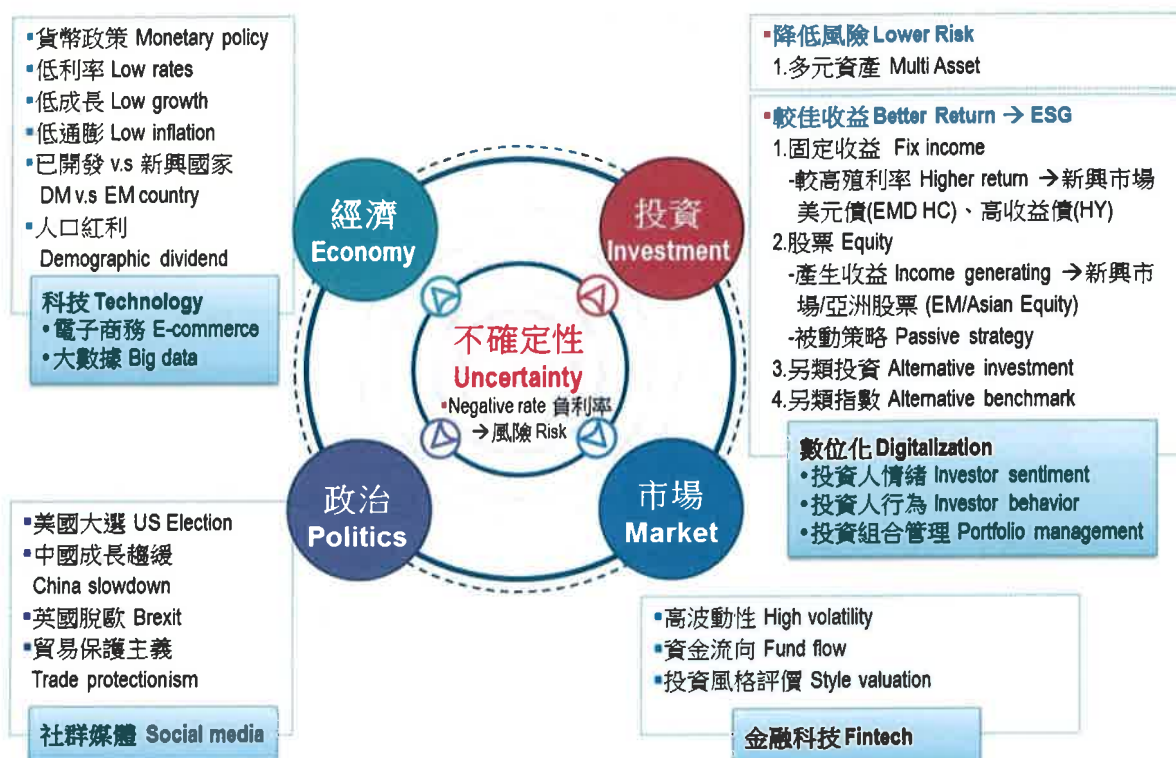 ▪貨幣政策 Monetary policy
▪低利率 Low rates
▪低成長 Low growth
▪低通膨 Low inflation
▪已開發 v.s 新興國家
DM v.s EM country
▪人口紅利
Demographic dividend
科技 Technology
•電子商務 E-commerce
•大數據 Big data
▪降低風險 Lower Risk
1.多元資產 Multi Asset
▪較佳收益 Better Return → ESG
1.固定收益 Fix income
-較高殖利率 Higher return →新興市場
美元債(EMD HC)、高收益債(HY)
2.股票 Equity
-產生收益 Income generating →新興市
場/亞洲股票 (EM/Asian Equity)
-被動策略 Passive strategy
3.另類投資 Alternative investment
4.另類指數 Alternative benchmark
數位化 Digitalization
•投資人情緒 Investor sentiment
•投資人行為 Investor behavior
•投資組合管理 Portfolio management
經濟
Economy
投資
Investment
不確定性
Uncertainty
▪Negative rate 負利率
→風險 Risk
政治
Politics
市場
Market
▪美國大選 US Election
▪中國成長趨緩
China slowdown
▪英國脫歐 Brexit
▪貿易保護主義
Trade protectionism
社群媒體 Social media
▪高波動性 High volatility
▪資金流向 Fund flow
▪投資風格評價 Style valuation
金融科技 Fintech